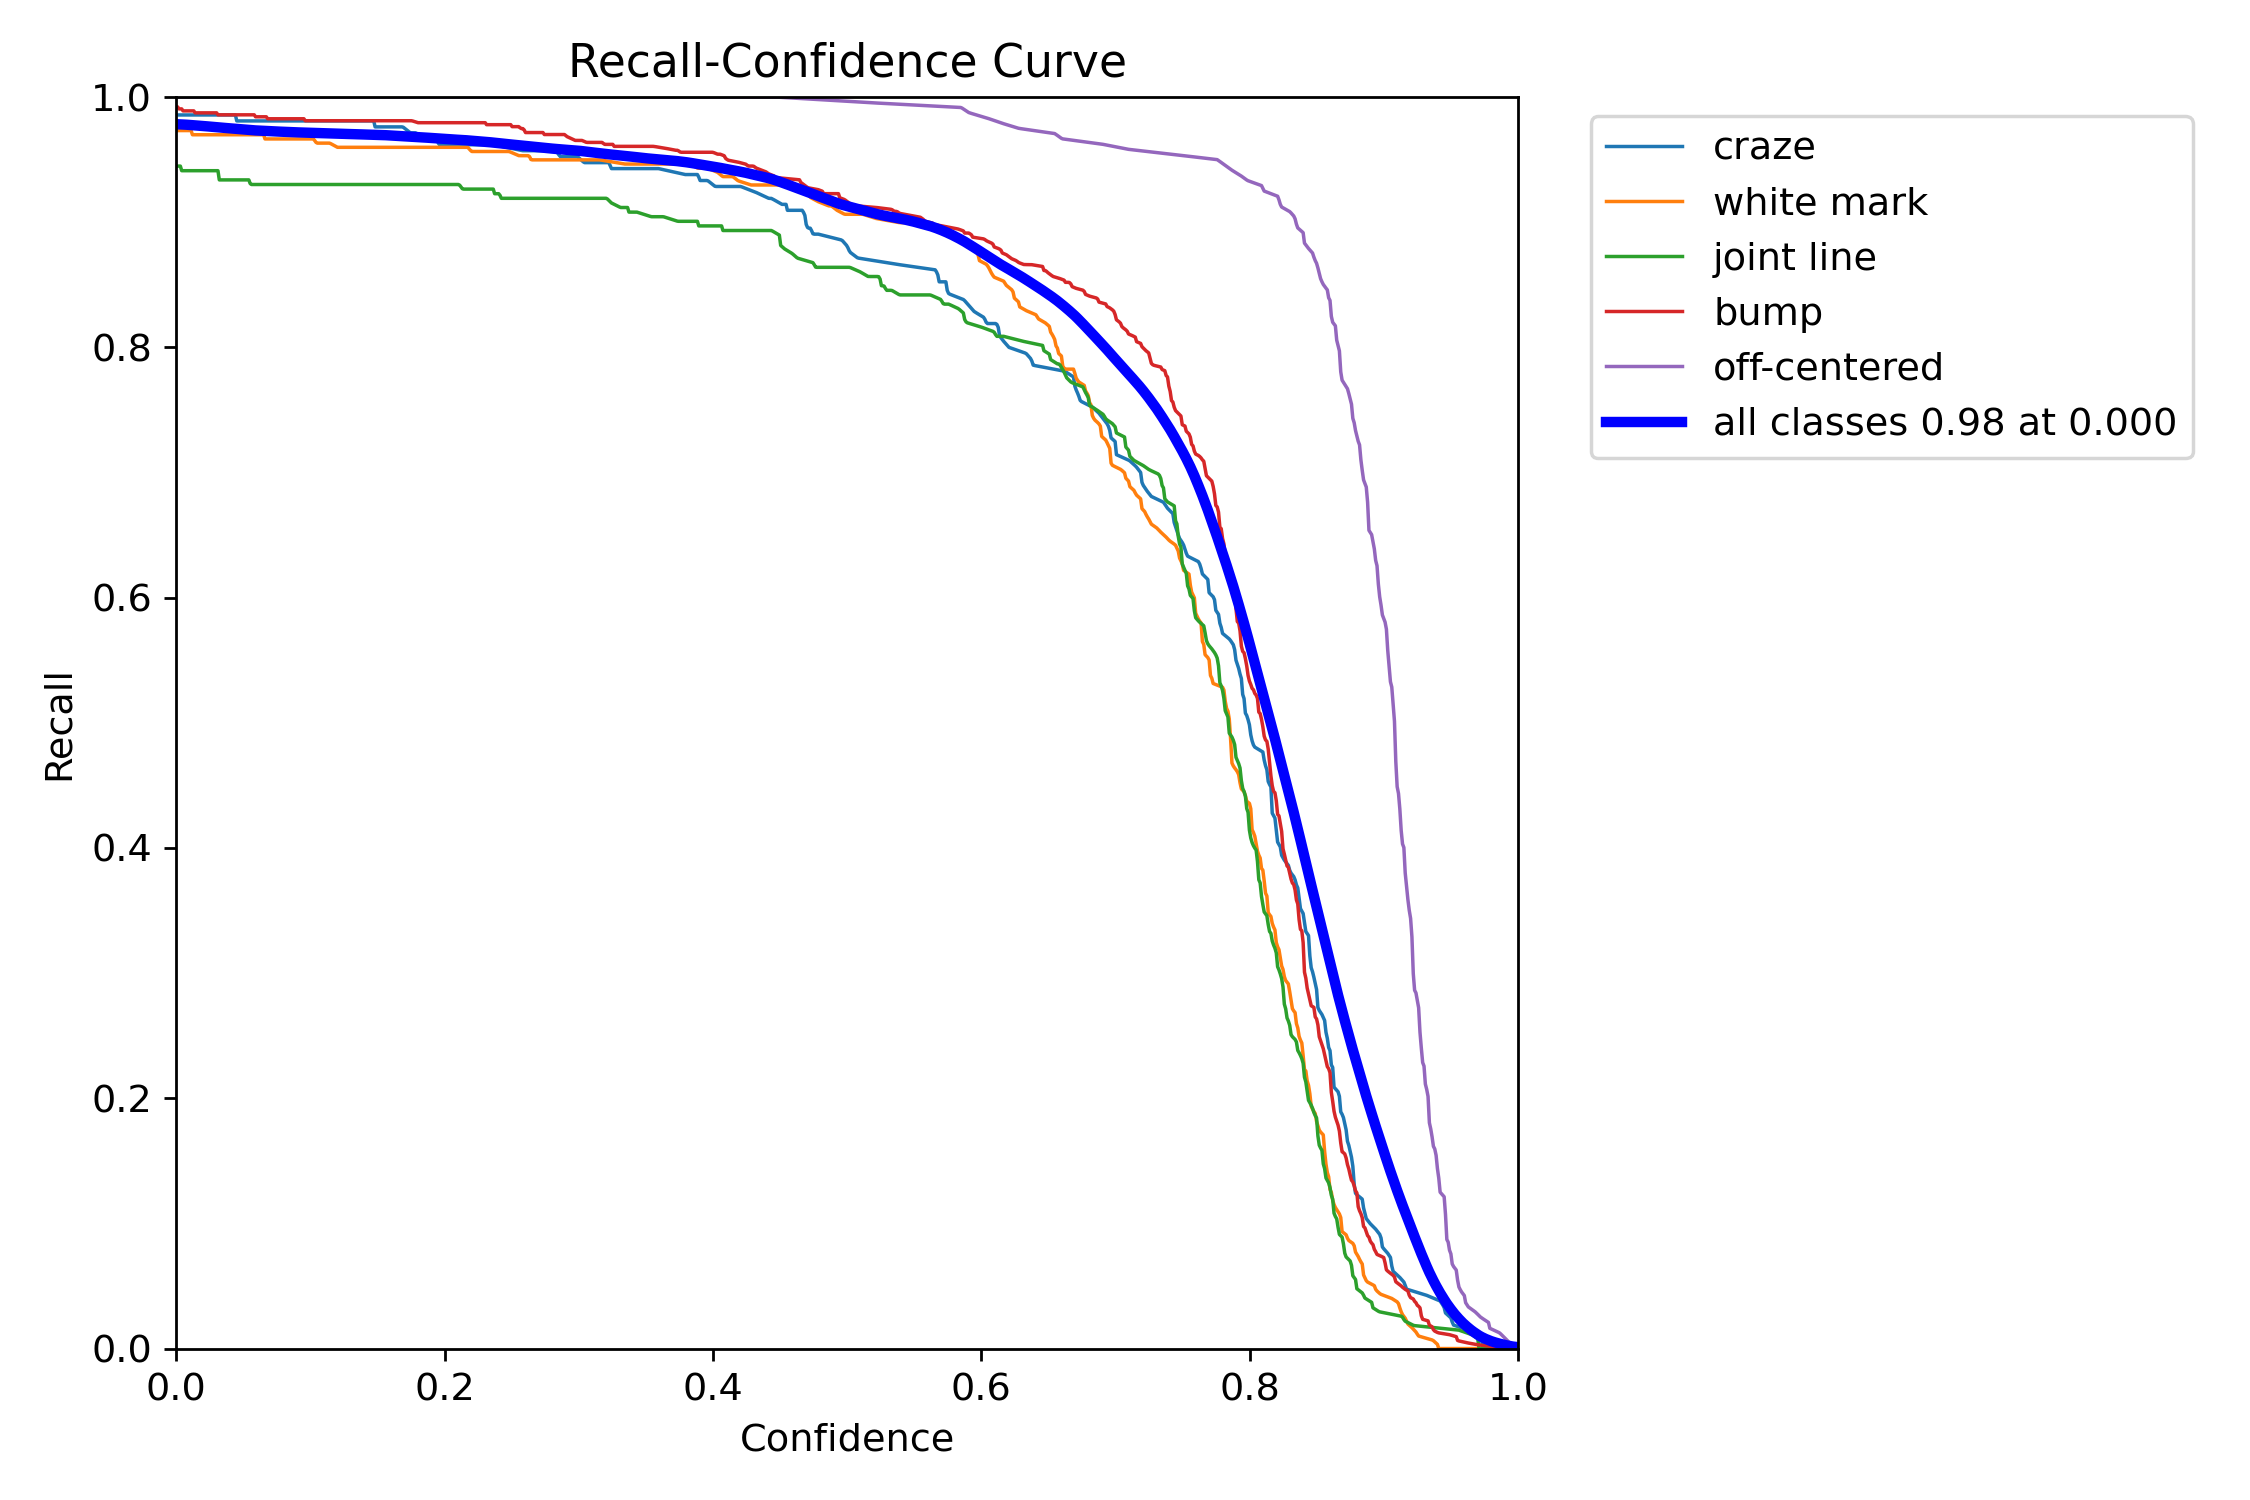 Recall-Confidence Curve
1.0
0.8
0.6
0.4
0.2
0.0
Recall
0.0 0.2 0.4 0.6 0.8 1.0
Confidence
craze
white mark
joint line
bump
off-centered
all classes 0.98 at 0.000